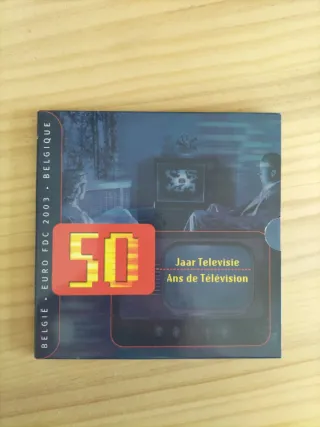 BELGIË • EURO FDC 2003 • BELGIQUE
50
Jaar Televisie
Ans de Télévision